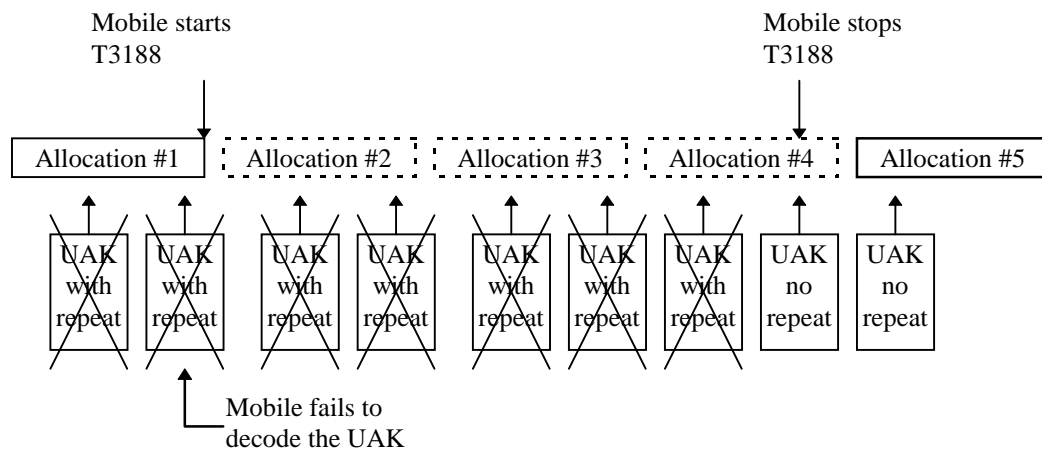 Mobile starts
T3188
Mobile stops
T3188
Allocation #1
Allocation #2
Allocation #3
Allocation #4
Allocation #5
UAK
with
repeat
UAK
with
repeat
UAK
with
repeat
UAK
with
repeat
UAK
with
repeat
UAK
with
repeat
UAK
with
repeat
UAK
no
repeat
UAK
no
repeat
Mobile fails to
decode the UAK